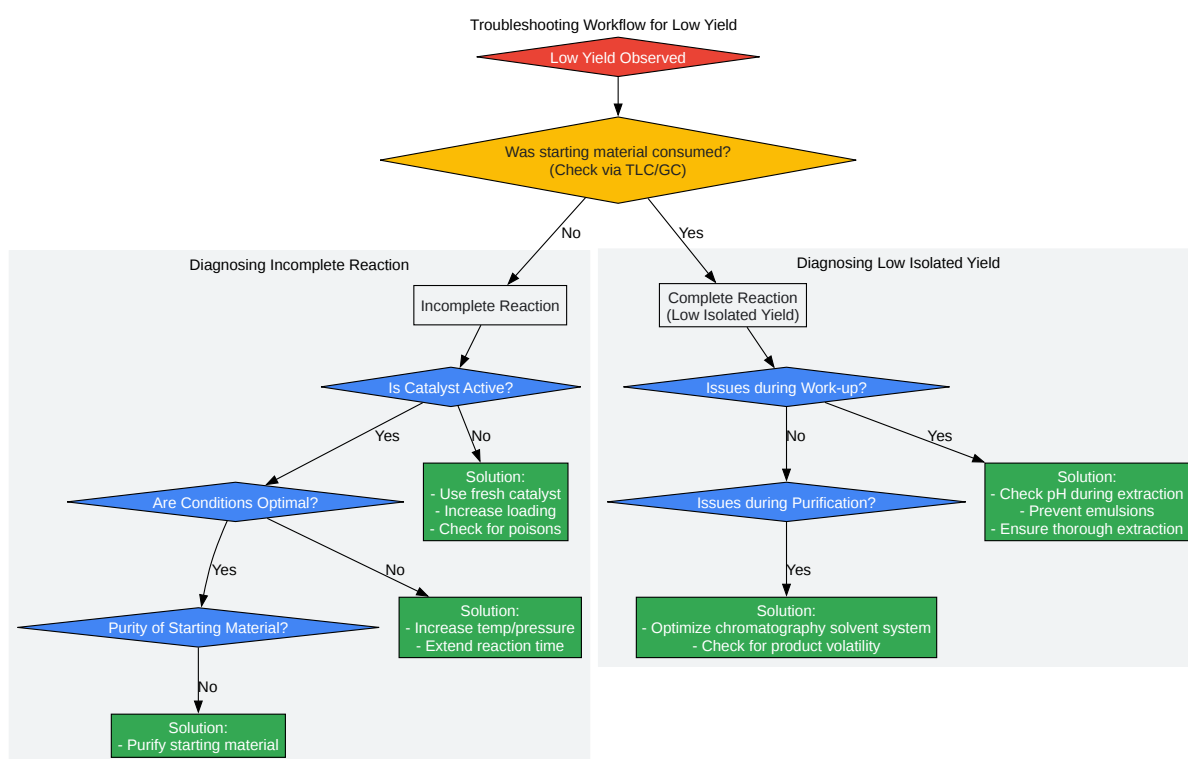 Troubleshooting Workflow for Low Yield
Low Yield Observed
Was starting material consumed?
(Check via TLC/GC)
No
Yes
Diagnosing Incomplete Reaction
Diagnosing Low Isolated Yield
Incomplete Reaction
Complete Reaction
(Low Isolated Yield)
Is Catalyst Active?
Issues during Work-up?
Yes
No
No
Yes
Solution:
- Use fresh catalyst
- Increase loading
- Check for poisons
Solution:
- Check pH during extraction
- Prevent emulsions
- Ensure thorough extraction
Are Conditions Optimal?
Issues during Purification?
Yes
No
Yes
Solution:
- Increase temp/pressure
- Extend reaction time
Solution:
- Optimize chromatography solvent system
- Check for product volatility
Purity of Starting Material?
No
Solution:
- Purify starting material